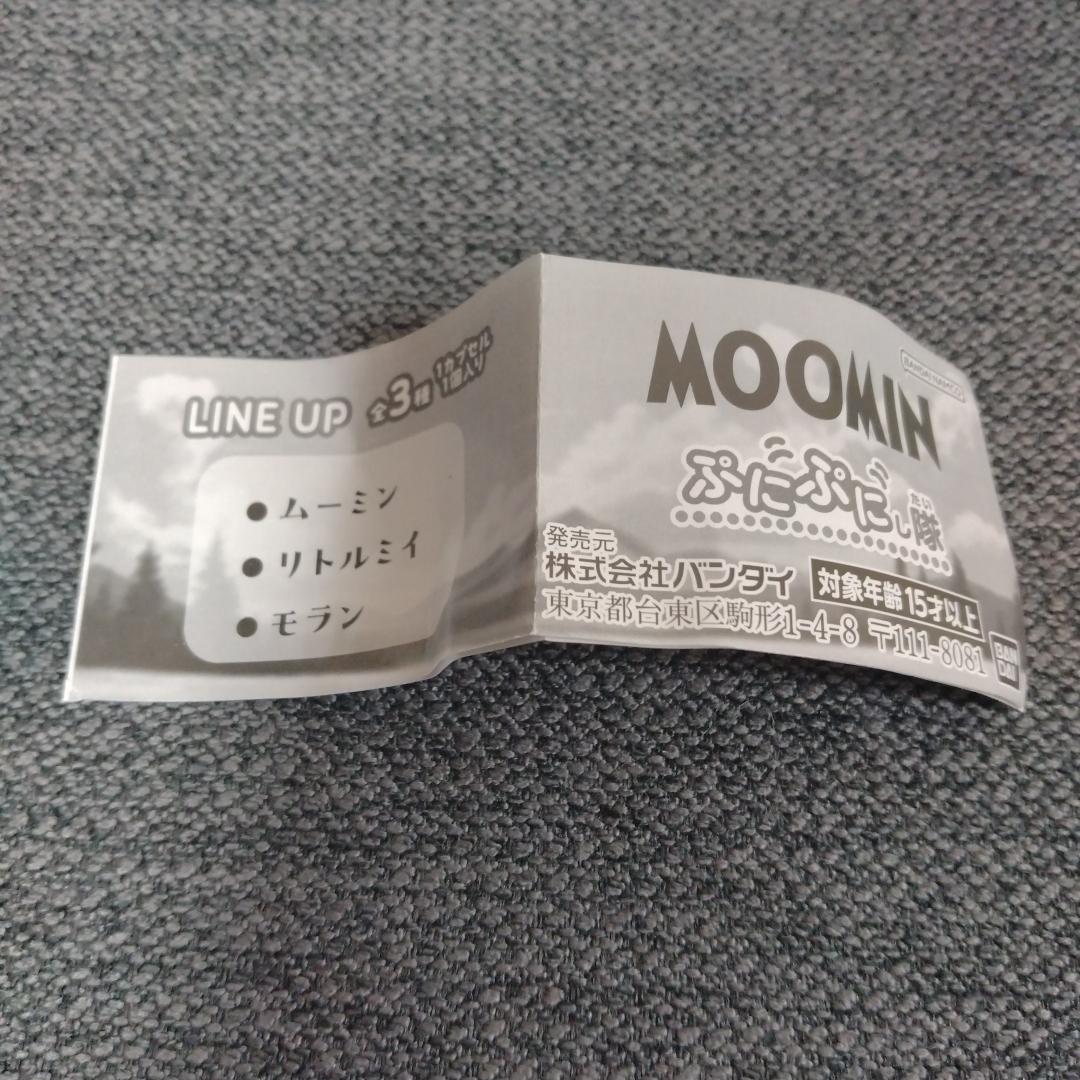 LINE UP 全3種 1カプセル1個入り
●ムーミン
●リトルミイ
●モラン
BANDAI NAMCO
MOOMIN
ぷにぷにし隊
たい
発売元
株式会社バンダイ 対象年齢15才以上
東京都台東区駒形1-4-8 〒111-8081
BANDAI